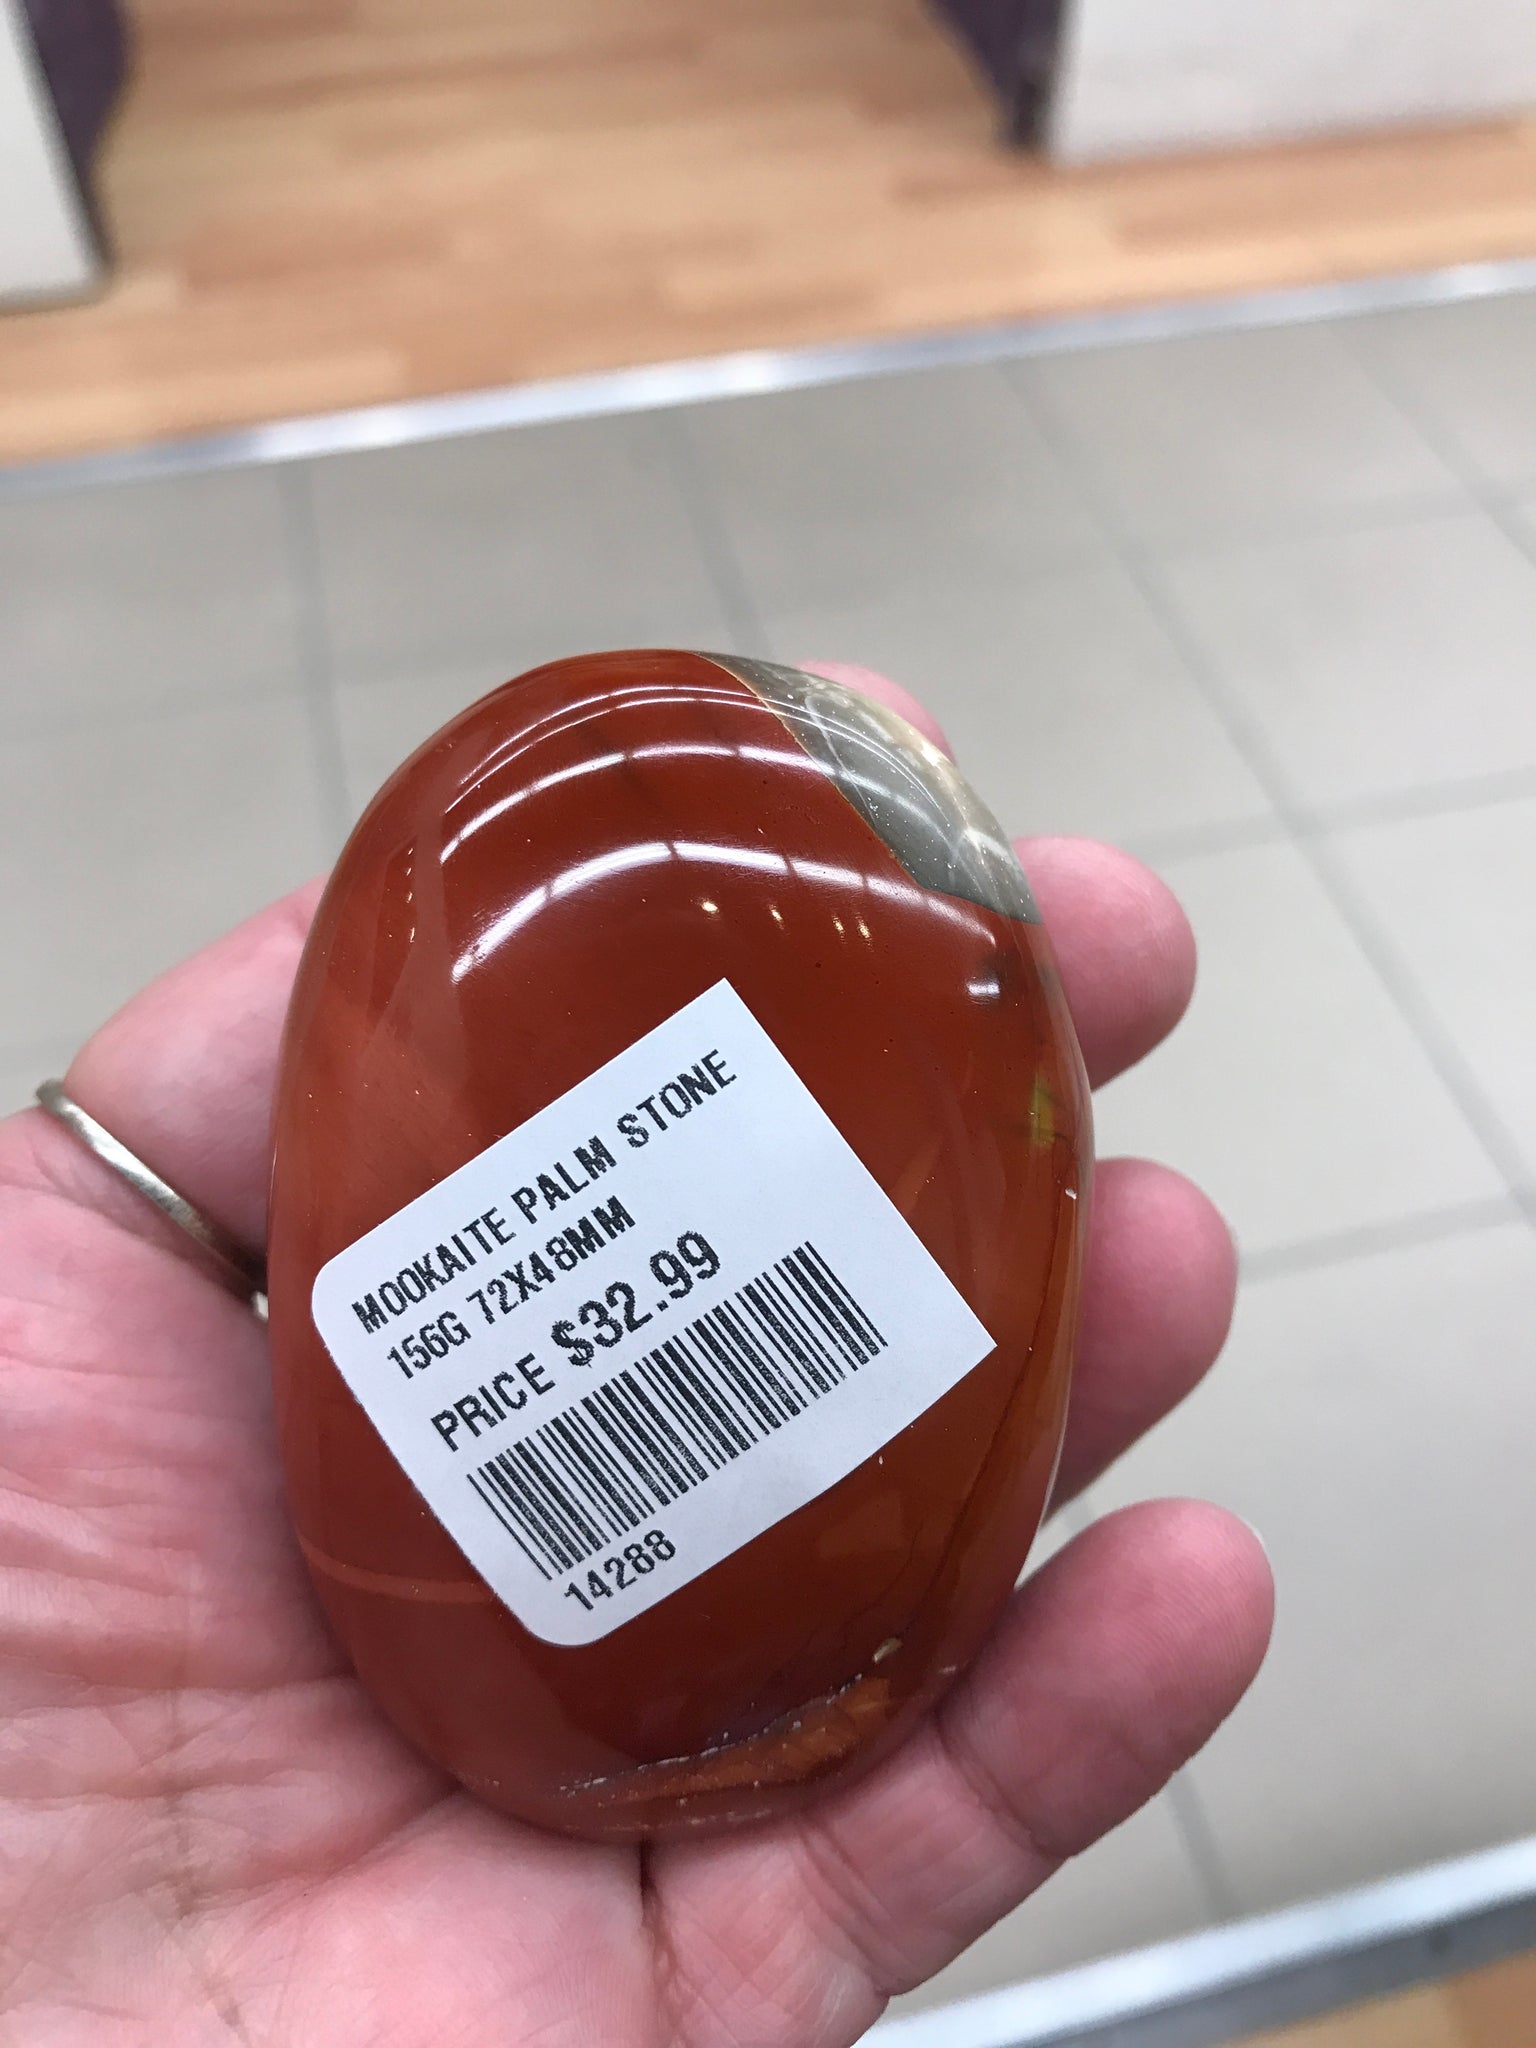 MOOKAITE PALM STONE
156G 72X48MM
PRICE $32.99
14288